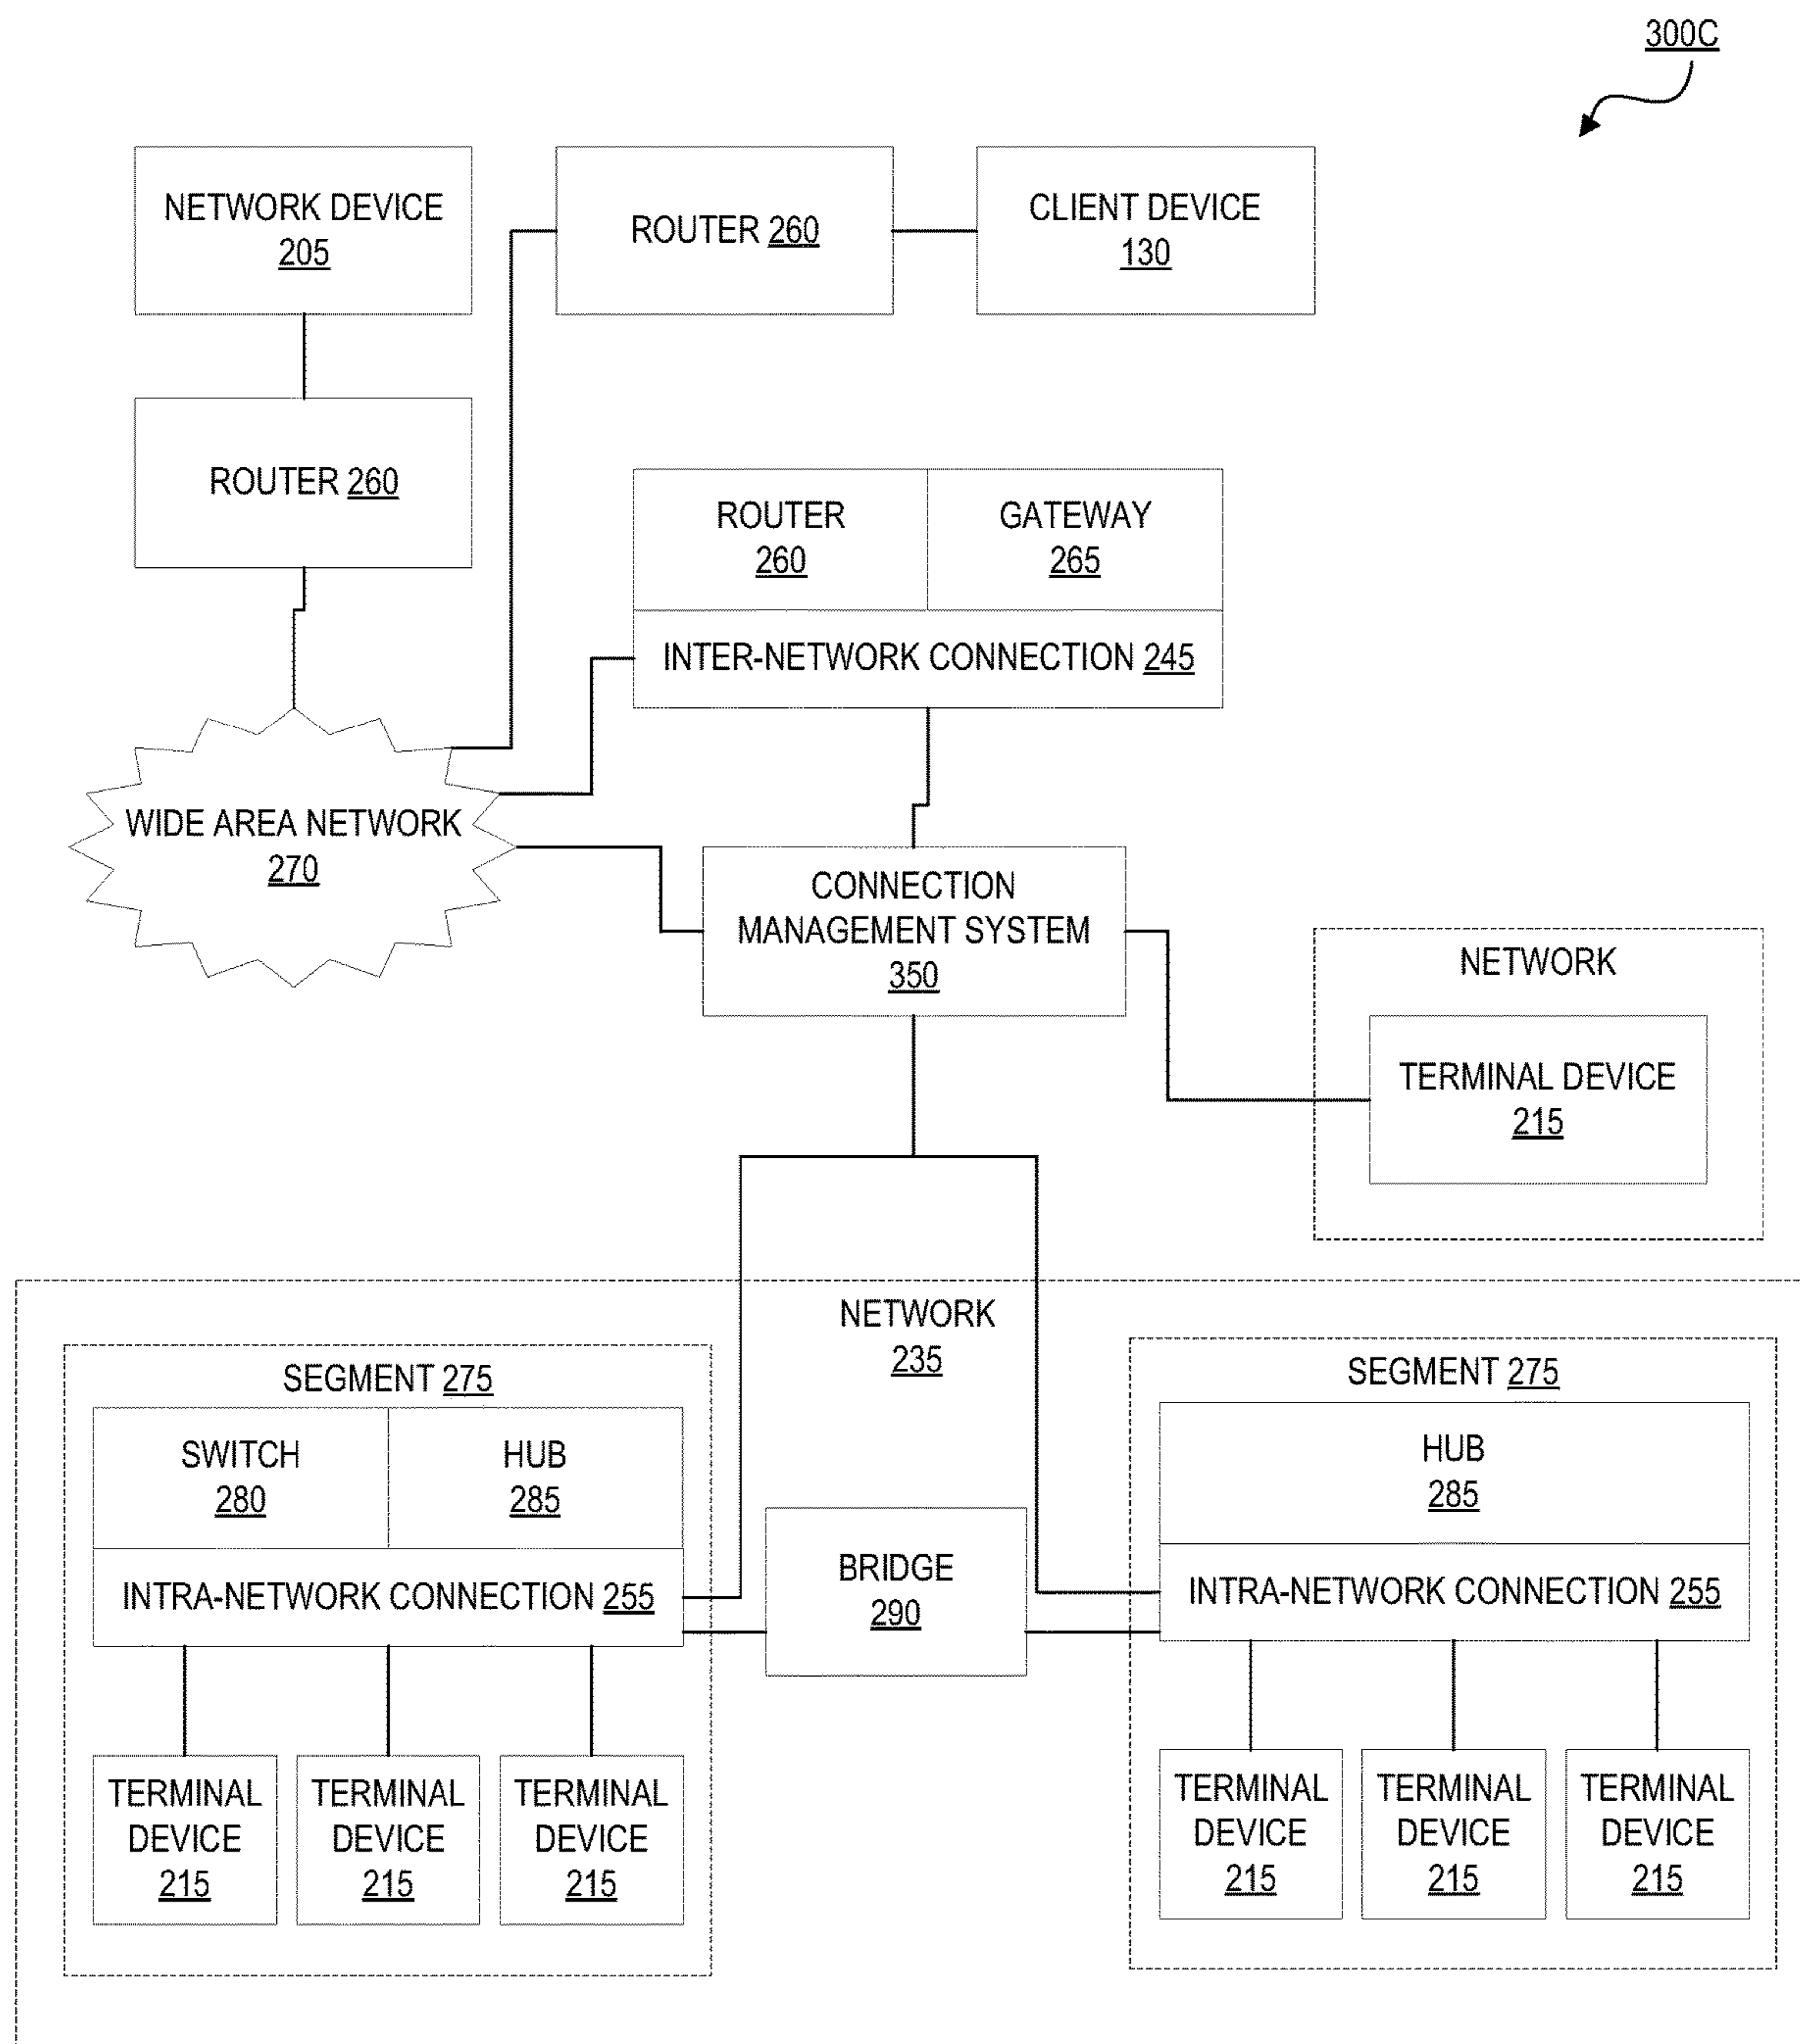 300C
NETWORK DEVICE
205
ROUTER 260
CLIENT DEVICE
130
ROUTER 260
ROUTER
260
GATEWAY
265
INTER-NETWORK CONNECTION 245
WIDE AREA NETWORK
270
CONNECTION
MANAGEMENT SYSTEM
350
NETWORK
TERMINAL DEVICE
215
NETWORK
235
SEGMENT 275
SWITCH
280
HUB
285
INTRA-NETWORK CONNECTION 255
TERMINAL
DEVICE
215
TERMINAL
DEVICE
215
TERMINAL
DEVICE
215
BRIDGE
290
SEGMENT 275
HUB
285
INTRA-NETWORK CONNECTION 255
TERMINAL
DEVICE
215
TERMINAL
DEVICE
215
TERMINAL
DEVICE
215